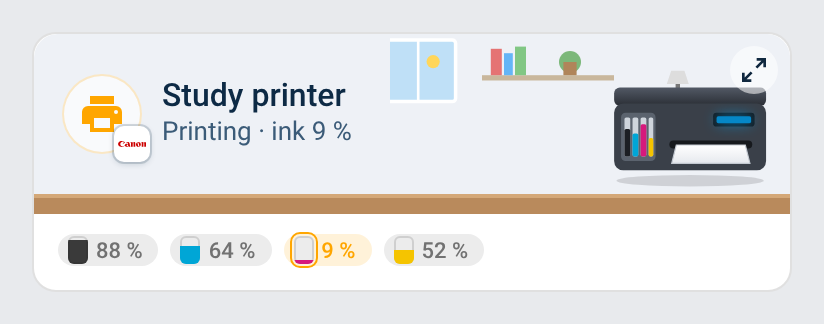 Study printer
Printing · ink 9 %
Canon
88 %
64 %
9 %
52 %